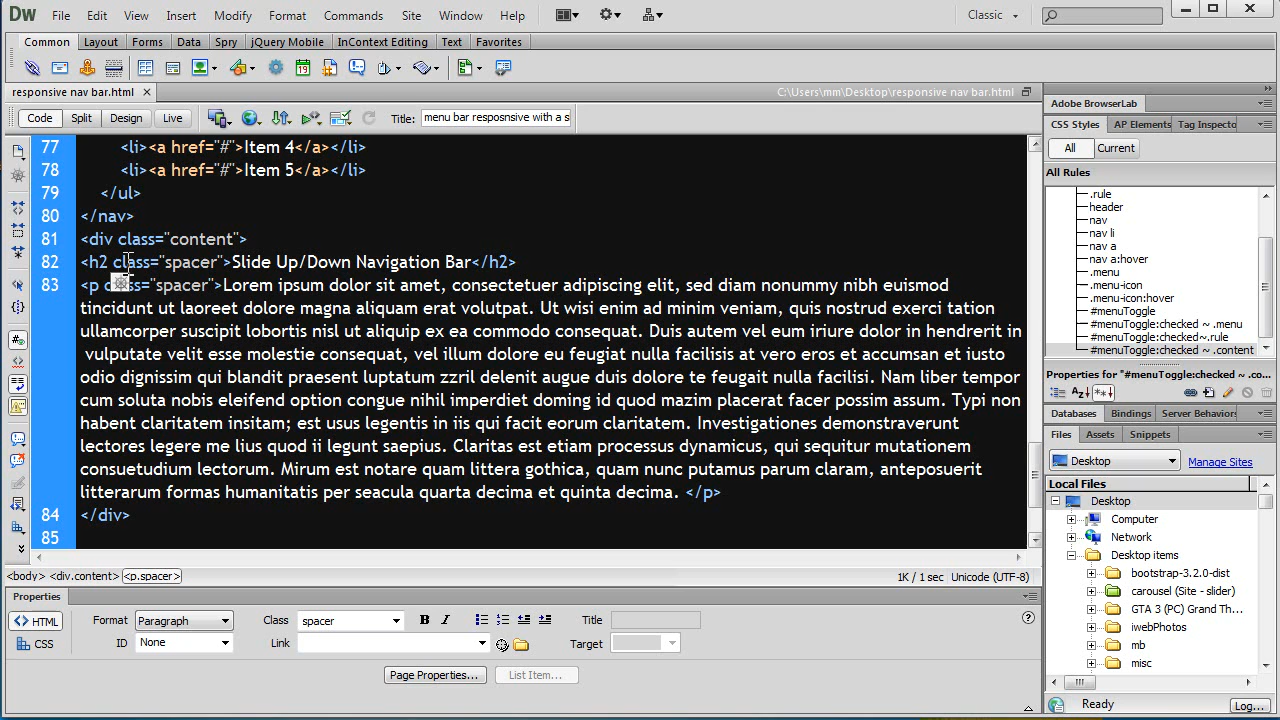 Dw File Edit View Insert Modify Format Commands Site Window Help Classic
Common Layout Forms Data Spry jQuery Mobile InContext Editing Text Favorites
responsive nav bar.html C:\Users\mm\Desktop\responsive nav bar.html
Code Split Design Live Title: menu bar resposnsive with a s
77 <li><a href="#">Item 4</a></li>
78 <li><a href="#">Item 5</a></li>
79 </ul>
80 </nav>
81 <div class="content">
82 <h2 class="spacer">Slide Up/Down Navigation Bar</h2>
83 <p class="spacer">Lorem ipsum dolor sit amet, consectetuer adipiscing elit, sed diam nonummy nibh euismod
tincidunt ut laoreet dolore magna aliquam erat volutpat. Ut wisi enim ad minim veniam, quis nostrud exerci tation
ullamcorper suscipit lobortis nisl ut aliquip ex ea commodo consequat. Duis autem vel eum iriure dolor in hendrerit in
vulputate velit esse molestie consequat, vel illum dolore eu feugiat nulla facilisis at vero eros et accumsan et iusto
odio dignissim qui blandit praesent luptatum zzril delenit augue duis dolore te feugait nulla facilisi. Nam liber tempor
cum soluta nobis eleifend option congue nihil imperdiet doming id quod mazim placerat facer possim assum. Typi non
habent claritatem insitam; est usus legentis in iis qui facit eorum claritatem. Investigationes demonstraverunt
lectores legere me lius quod ii legunt saepius. Claritas est etiam processus dynamicus, qui sequitur mutationem
consuetudium lectorum. Mirum est notare quam littera gothica, quam nunc putamus parum claram, anteposuerit
litterarum formas humanitatis per seacula quarta decima et quinta decima. </p>
84 </div>
85
<body> <div.content> <p.spacer> 1K / 1 sec Unicode (UTF-8)
Properties
HTML Format Paragraph Class spacer B I Title
CSS ID None Link Target
Page Properties... List Item...
Adobe BrowserLab
CSS Styles AP Elements Tag Inspecto
All Current
All Rules
.rule
header
nav
nav li
nav a
nav a:hover
.menu
.menu-icon
.menu-icon:hover
#menuToggle
#menuToggle:checked ~ .menu
#menuToggle:checked ~.rule
#menuToggle:checked ~ .content
Properties for "#menuToggle:checked ~ .co...
Databases Bindings Server Behaviors
Files Assets Snippets
Desktop Manage Sites
Local Files
Desktop
Computer
Network
Desktop items
bootstrap-3.2.0-dist
carousel (Site - slider)
GTA 3 (PC) Grand Th...
iwebPhotos
mb
misc
Ready Log...